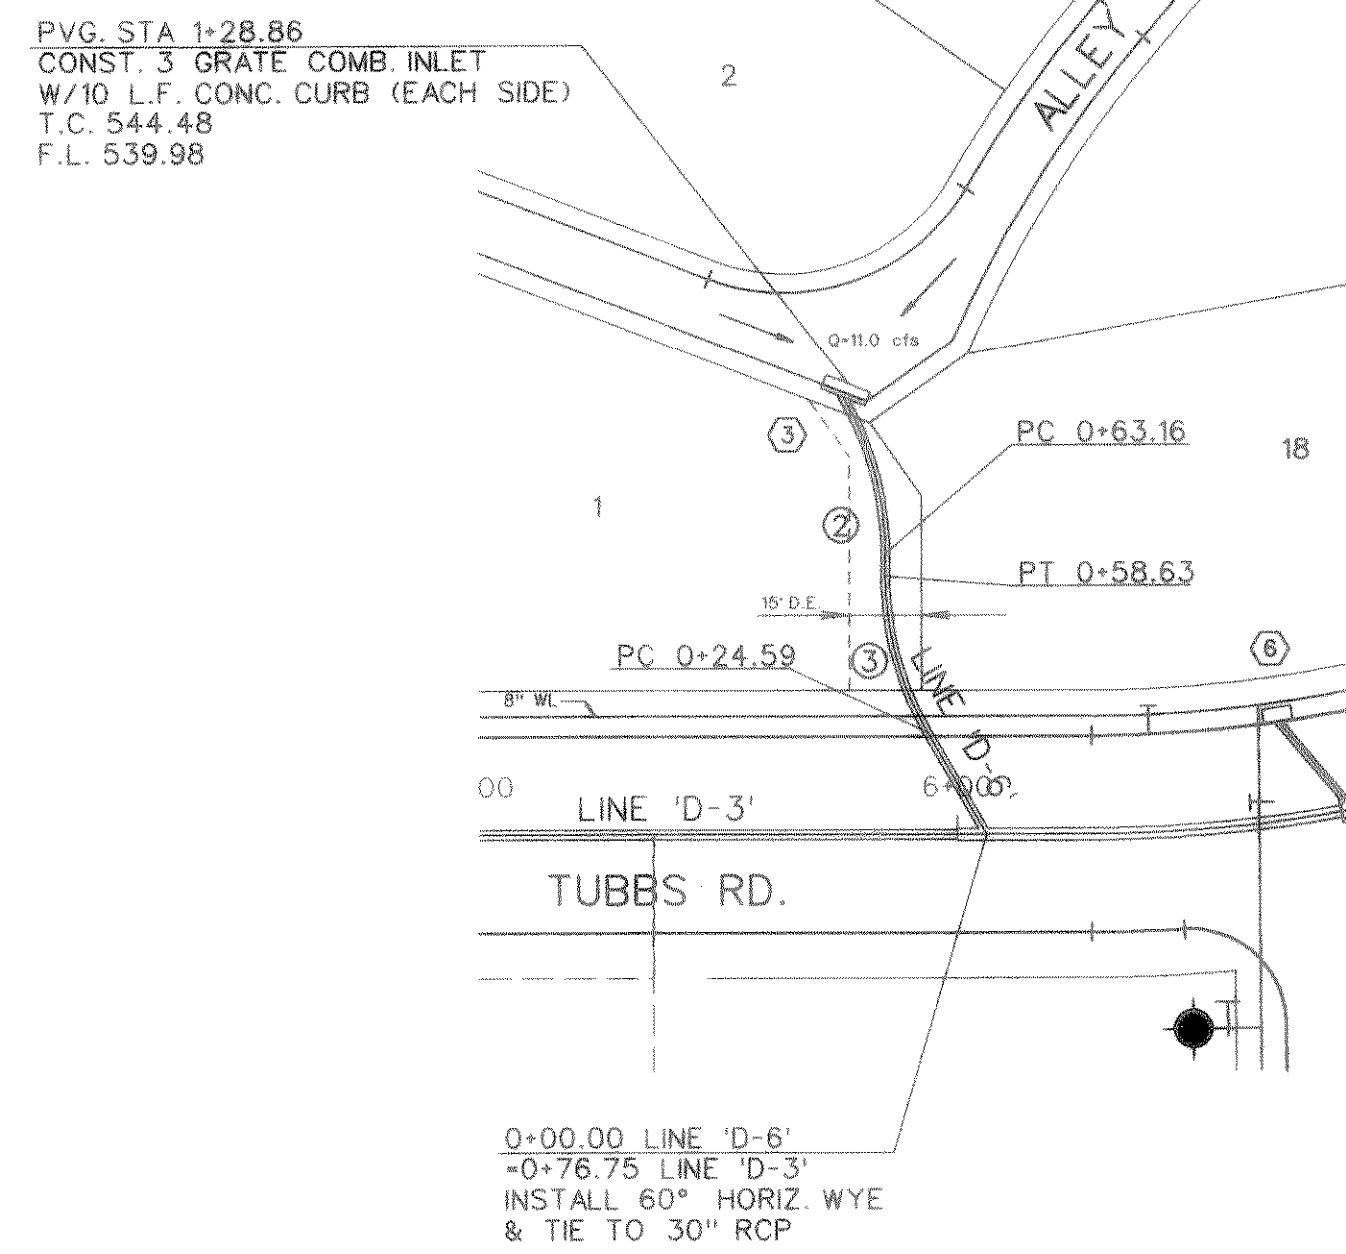 PVG. STA 1+28.86
CONST. 3 GRATE COMB. INLET
W/10 L.F. CONC. CURB (EACH SIDE)
T.C. 544.48
F.L. 539.98
2
ALLEY
Q=11.0 cfs
3
PC 0+63.16
18
1
2
PT 0+58.63
15' D.E.
PC 0+24.59
3
LINE 'D-6'
6
8" WL
00
6+00
LINE 'D-3'
TUBBS RD.
0+00.00 LINE 'D-6'
=0+76.75 LINE 'D-3'
INSTALL 60° HORIZ. WYE
& TIE TO 30" RCP